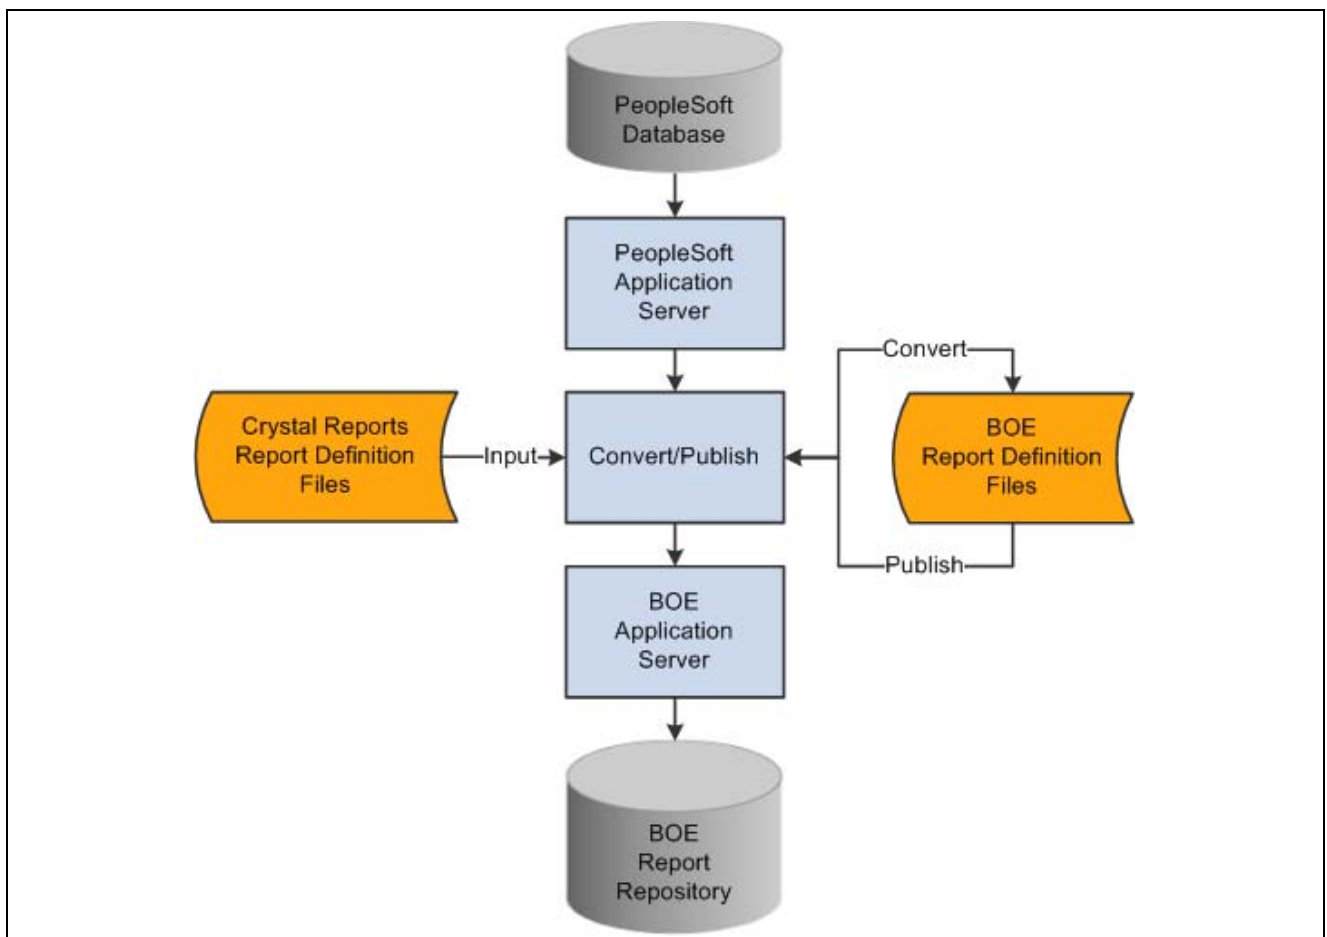 PeopleSoft
Database
PeopleSoft
Application
Server
Convert
Crystal Reports
Report Definition
Files
Input
Convert/Publish
BOE
Report Definition
Files
Publish
BOE
Application
Server
BOE
Report
Repository